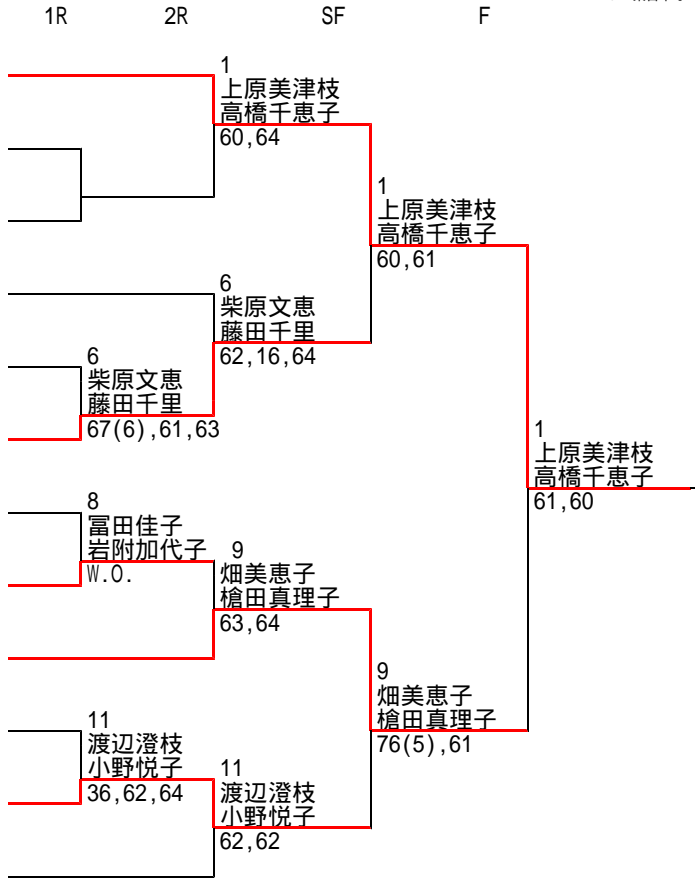 1R 2R SF F
1
上原美津枝
高橋千恵子
60,64
1
上原美津枝
高橋千恵子
60,61
6
柴原文恵
藤田千里
62,16,64
6
柴原文恵
藤田千里
67(6),61,63
1
上原美津枝
高橋千恵子
61,60
8
冨田佳子
岩附加代子
W.O.
9
畑美恵子
槍田真理子
63,64
9
畑美恵子
槍田真理子
76(5),61
11
渡辺澄枝
小野悦子
36,62,64
11
渡辺澄枝
小野悦子
62,62